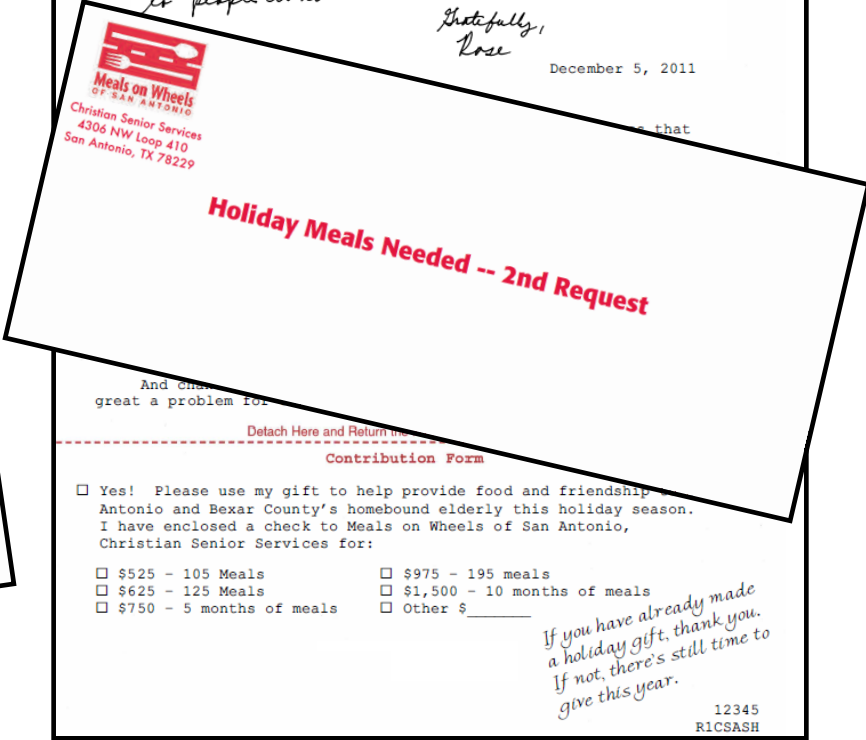 to people
Gratefully,
Rose
December 5, 2011
that
Meals on Wheels
OF SAN ANTONIO
Christian Senior Services
4306 NW Loop 410
San Antonio, TX 78229
Holiday Meals Needed -- 2nd Request
And
great a problem for
Detach Here and Return the
Contribution Form
☐ Yes! Please use my gift to help provide food and friendship
Antonio and Bexar County's homebound elderly this holiday season.
I have enclosed a check to Meals on Wheels of San Antonio,
Christian Senior Services for:
☐ $525 - 105 Meals ☐ $975 - 195 meals
☐ $625 - 125 Meals ☐ $1,500 - 10 months of meals
☐ $750 - 5 months of meals ☐ Other $_______
If you have already made
a holiday gift, thank you.
If not, there's still time to
give this year.
12345
R1CSASH